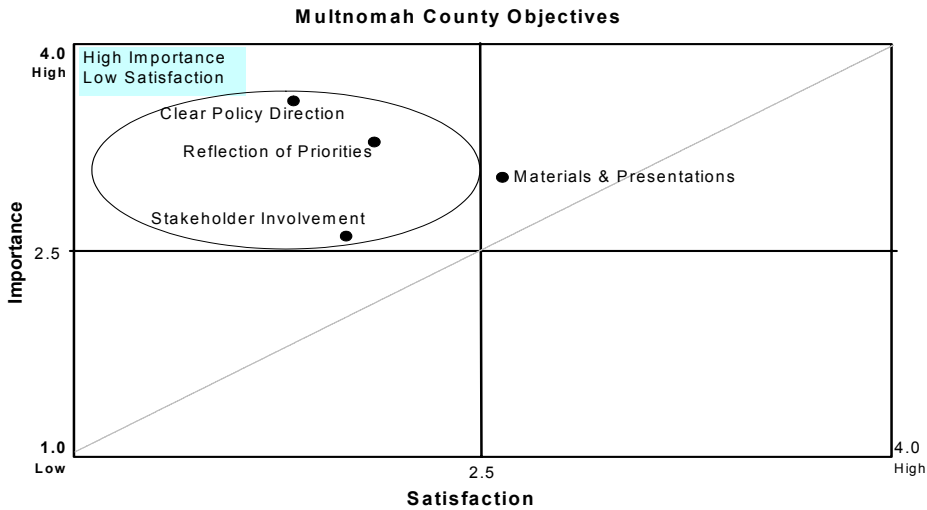 Multnomah County Objectives
4.0
High
High Importance
Low Satisfaction
Clear Policy Direction
Reflection of Priorities
Materials & Presentations
Stakeholder Involvement
2.5
Importance
1.0
Low
2.5
4.0
High
Satisfaction